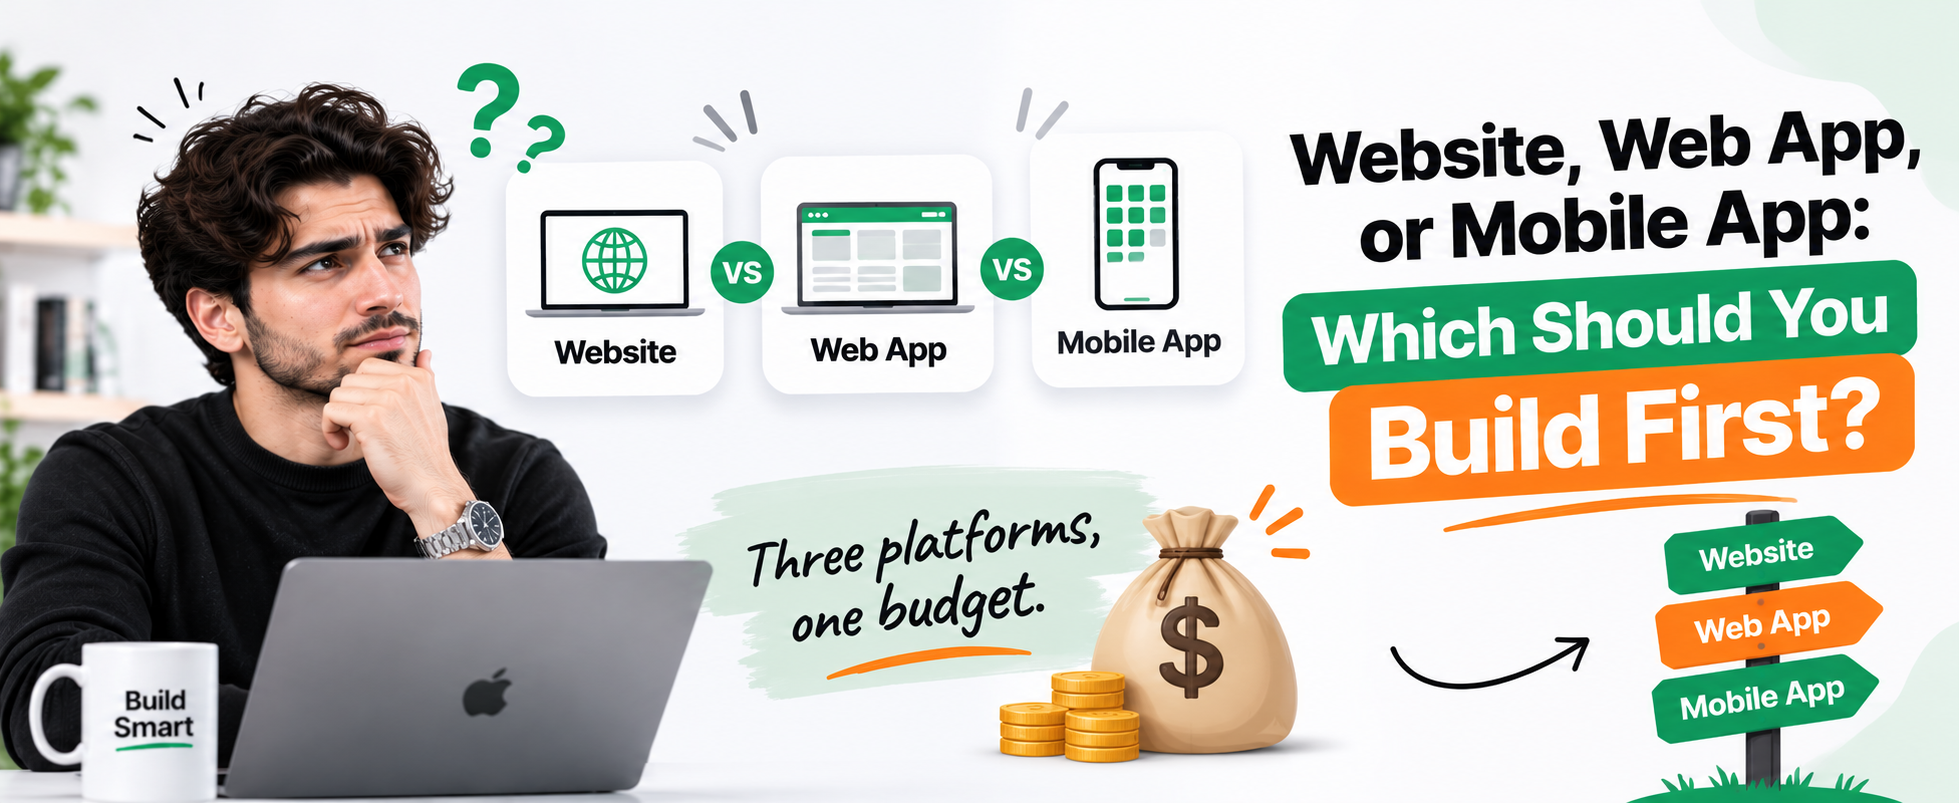 Website
VS
Web App
VS
Mobile App
Website, Web App,
or Mobile App:
Which Should You
Build First?
Three platforms,
one budget.
$
Build
Smart
Website
Web App
Mobile App